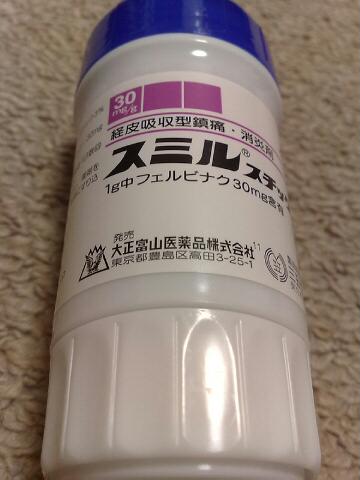 30
mg/g
経皮吸収型鎮痛・消炎剤
スミル®スチッ
1g中フェルビナク30mg含有
発売
大正富山医薬品株式会社
東京都豊島区高田3-25-1